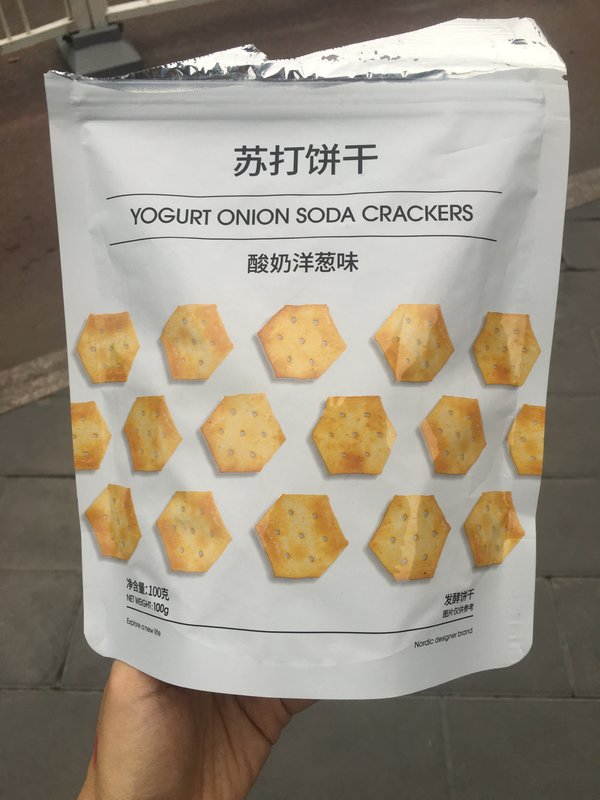 苏打饼干
YOGURT ONION SODA CRACKERS
酸奶洋葱味
净含量:100克
NET WEIGHT:100g
Explore a new life
发酵饼干
图片仅供参考
Nordic designer brand